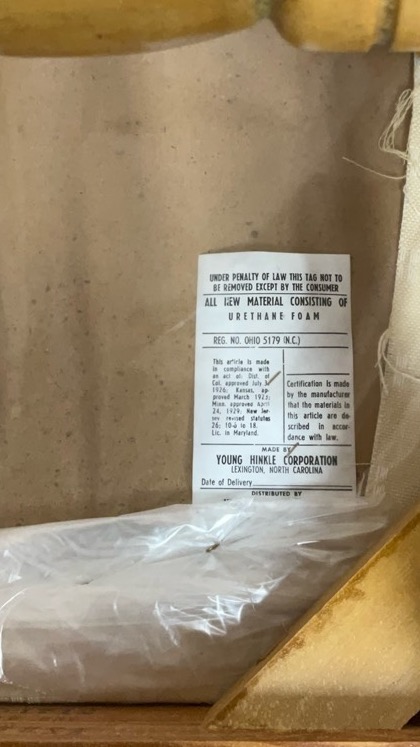 UNDER PENALTY OF LAW THIS TAG NOT TO
BE REMOVED EXCEPT BY THE CONSUMER
ALL NEW MATERIAL CONSISTING OF
URETHANE FOAM
REG. NO. OHIO 5179 (N.C.)
This article is made
in compliance with
an act of: Dist. of
Col. approved July 3,
1926; Kansas, ap-
proved March 1923;
Minn. approved April
24, 1929; New Jer-
sey revised statutes
26; 10-6 to 18.
Lic. in Maryland.
Certification is made
by the manufacturer
that the materials in
this article are de-
scribed in accor-
dance with law.
MADE BY
YOUNG HINKLE CORPORATION
LEXINGTON, NORTH CAROLINA
Date of Delivery
DISTRIBUTED BY